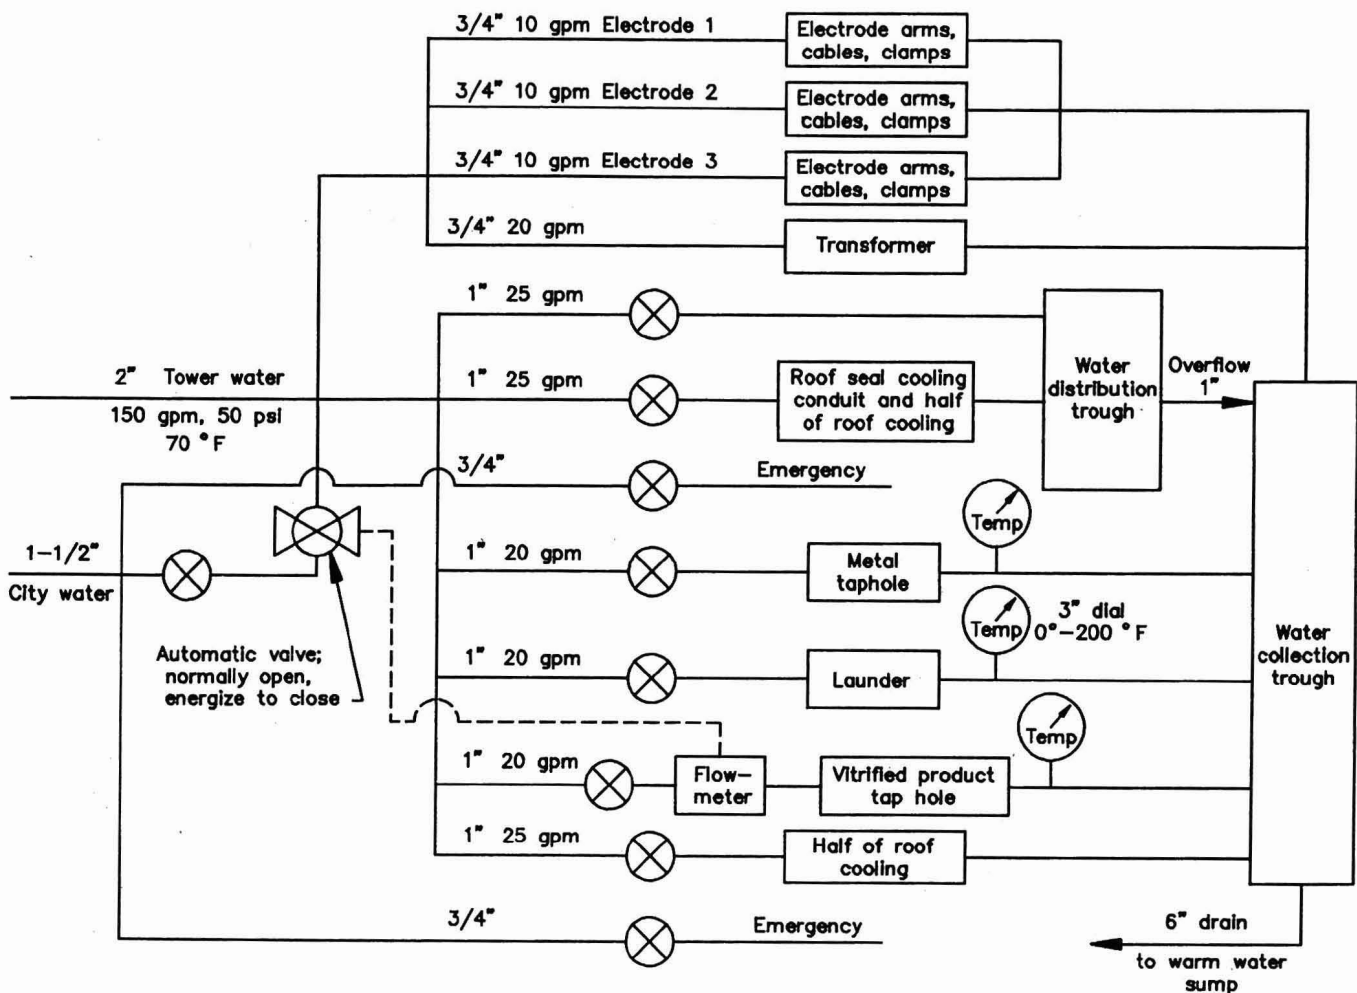 3/4" 10 gpm Electrode 1
Electrode arms,
cables, clamps
3/4" 10 gpm Electrode 2
Electrode arms,
cables, clamps
3/4" 10 gpm Electrode 3
Electrode arms,
cables, clamps
3/4" 20 gpm
Transformer
1" 25 gpm
2" Tower water
150 gpm, 50 psi
70 °F
1" 25 gpm
Roof seal cooling
conduit and half
of roof cooling
Water
distribution
trough
Overflow
1"
3/4"
Emergency
Temp
1-1/2"
City water
1" 20 gpm
Metal
taphole
Temp
3" dial
0°-200 °F
Automatic valve;
normally open,
energize to close
1" 20 gpm
Launder
Water
collection
trough
Temp
1" 20 gpm
Flow-
meter
Vitrified product
tap hole
1" 25 gpm
Half of roof
cooling
3/4"
Emergency
6" drain
to warm water
sump